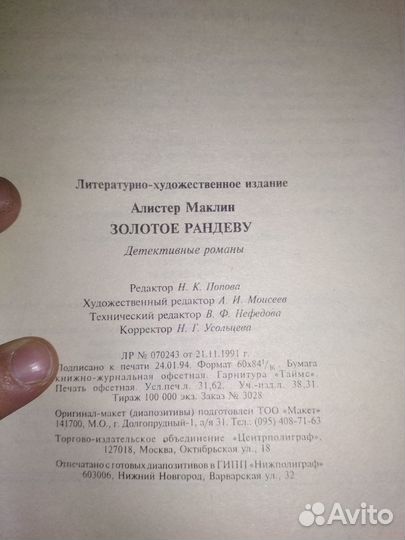 Литературно-художественное издание
Алистер Маклин
ЗОЛОТОЕ РАНДЕВУ
Детективные романы
Редактор Н. К. Попова
Художественный редактор А. И. Моисеев
Технический редактор В. Ф. Нефедова
Корректор Н. Г. Усольцева
ЛР № 070243 от 21.11.1991 г.
Подписано к печати 24.01.94. Формат 60х84¹/₁₆. Бумага
книжно-журнальная офсетная. Гарнитура «Таймс».
Печать офсетная. Усл.печ.л. 31,62. Уч.-изд.л. 38,31.
Тираж 100 000 экз. Заказ № 3028
Оригинал-макет (диапозитивы) подготовлен ТОО «Макет»
141700, М.О., г. Долгопрудный-1, а/я 31. Тел.: (095) 408-71-63
Торгово-издательское объединение «Центрполиграф»,
127018, Москва, Октябрьская ул., 18
Отпечатано с готовых диапозитивов в ГИПП «Нижполиграф»
603006, Нижний Новгород, Варварская ул., 32
Avito